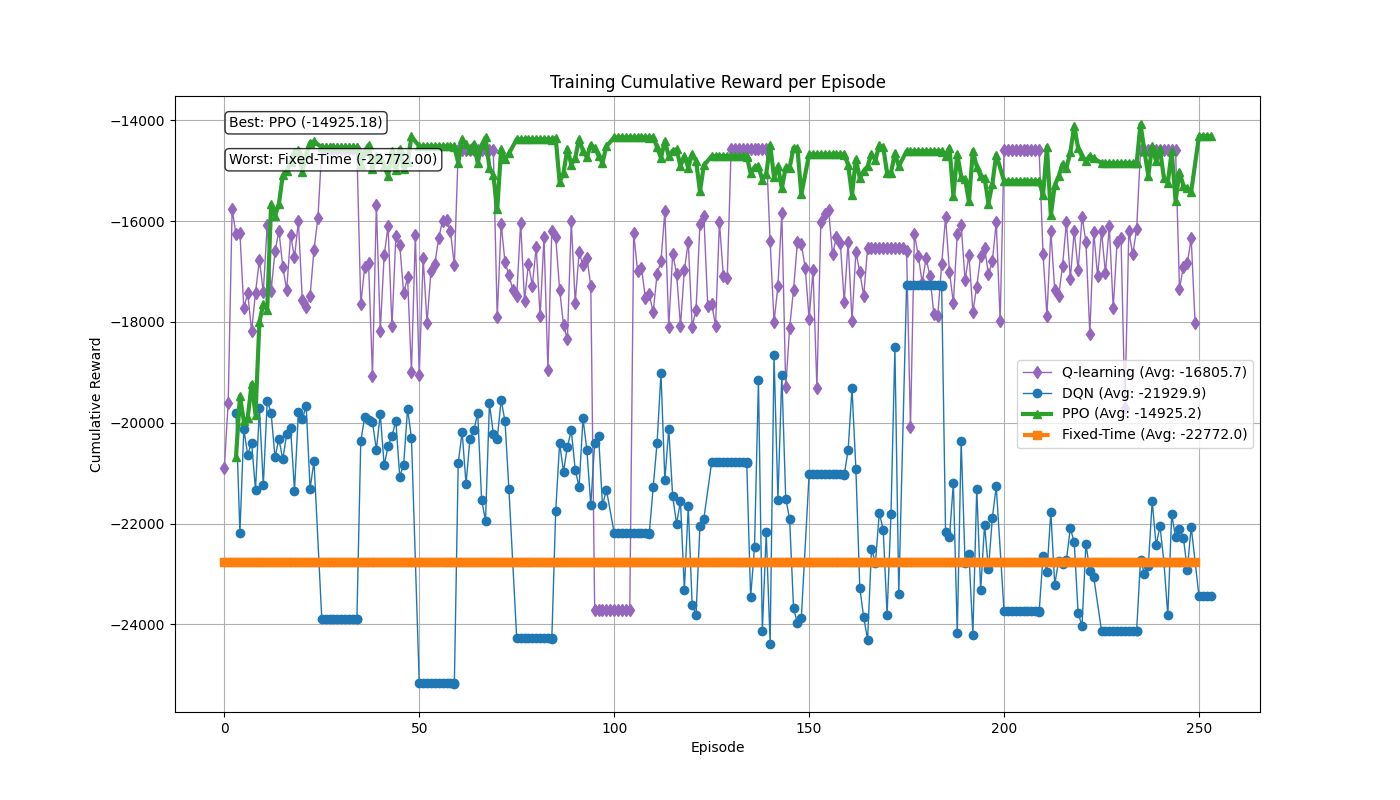 Training Cumulative Reward per Episode
Best: PPO (-14925.18)
Worst: Fixed-Time (-22772.00)
Cumulative Reward
−14000
−16000
−18000
−20000
−22000
−24000
Q-learning (Avg: -16805.7)
DQN (Avg: -21929.9)
PPO (Avg: -14925.2)
Fixed-Time (Avg: -22772.0)
0 50 100 150 200 250
Episode